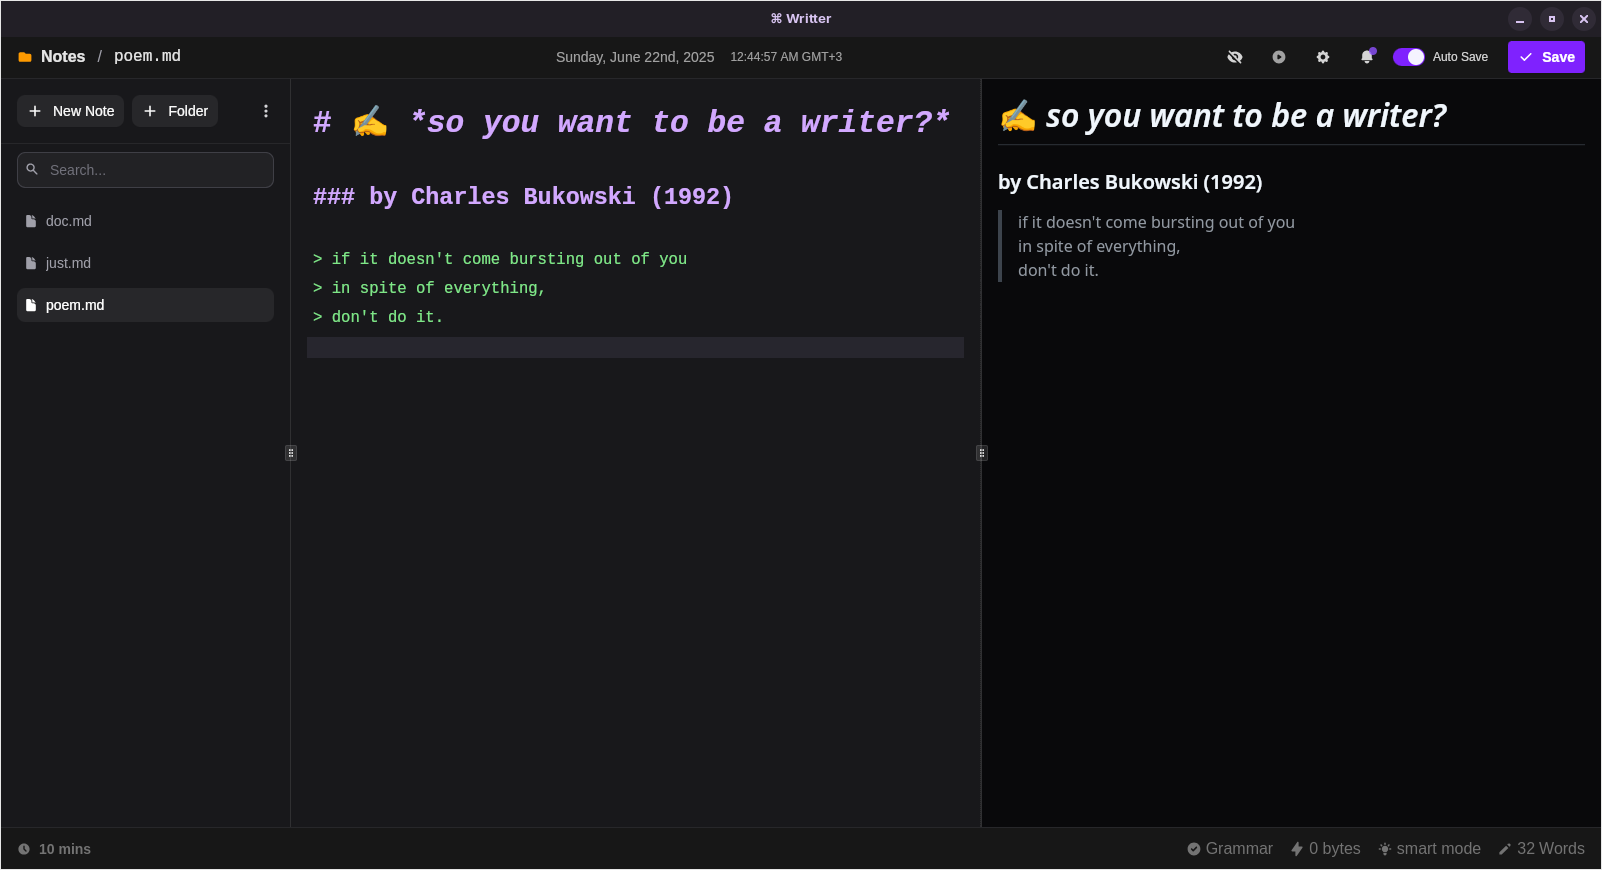 ⌘ Writter
Notes / poem.md
Sunday, June 22nd, 2025 12:44:57 AM GMT+3
Auto Save
Save
New Note
Folder
Search...
doc.md
just.md
poem.md
# ✍️ *so you want to be a writer?*
### by Charles Bukowski (1992)
> if it doesn't come bursting out of you
> in spite of everything,
> don't do it.
✍️ so you want to be a writer?
by Charles Bukowski (1992)
if it doesn't come bursting out of you
in spite of everything,
don't do it.
10 mins
Grammar
0 bytes
smart mode
32 Words